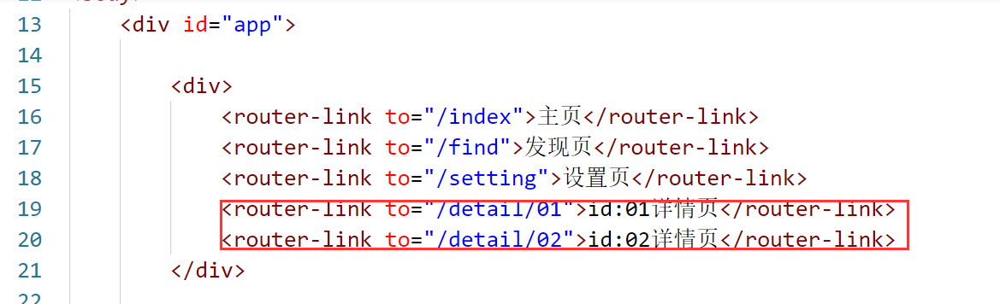 13 <div id="app">
14
15 <div>
16 <router-link to="/index">主页</router-link>
17 <router-link to="/find">发现页</router-link>
18 <router-link to="/setting">设置页</router-link>
19 <router-link to="/detail/01">id:01详情页</router-link>
20 <router-link to="/detail/02">id:02详情页</router-link>
21 </div>
22